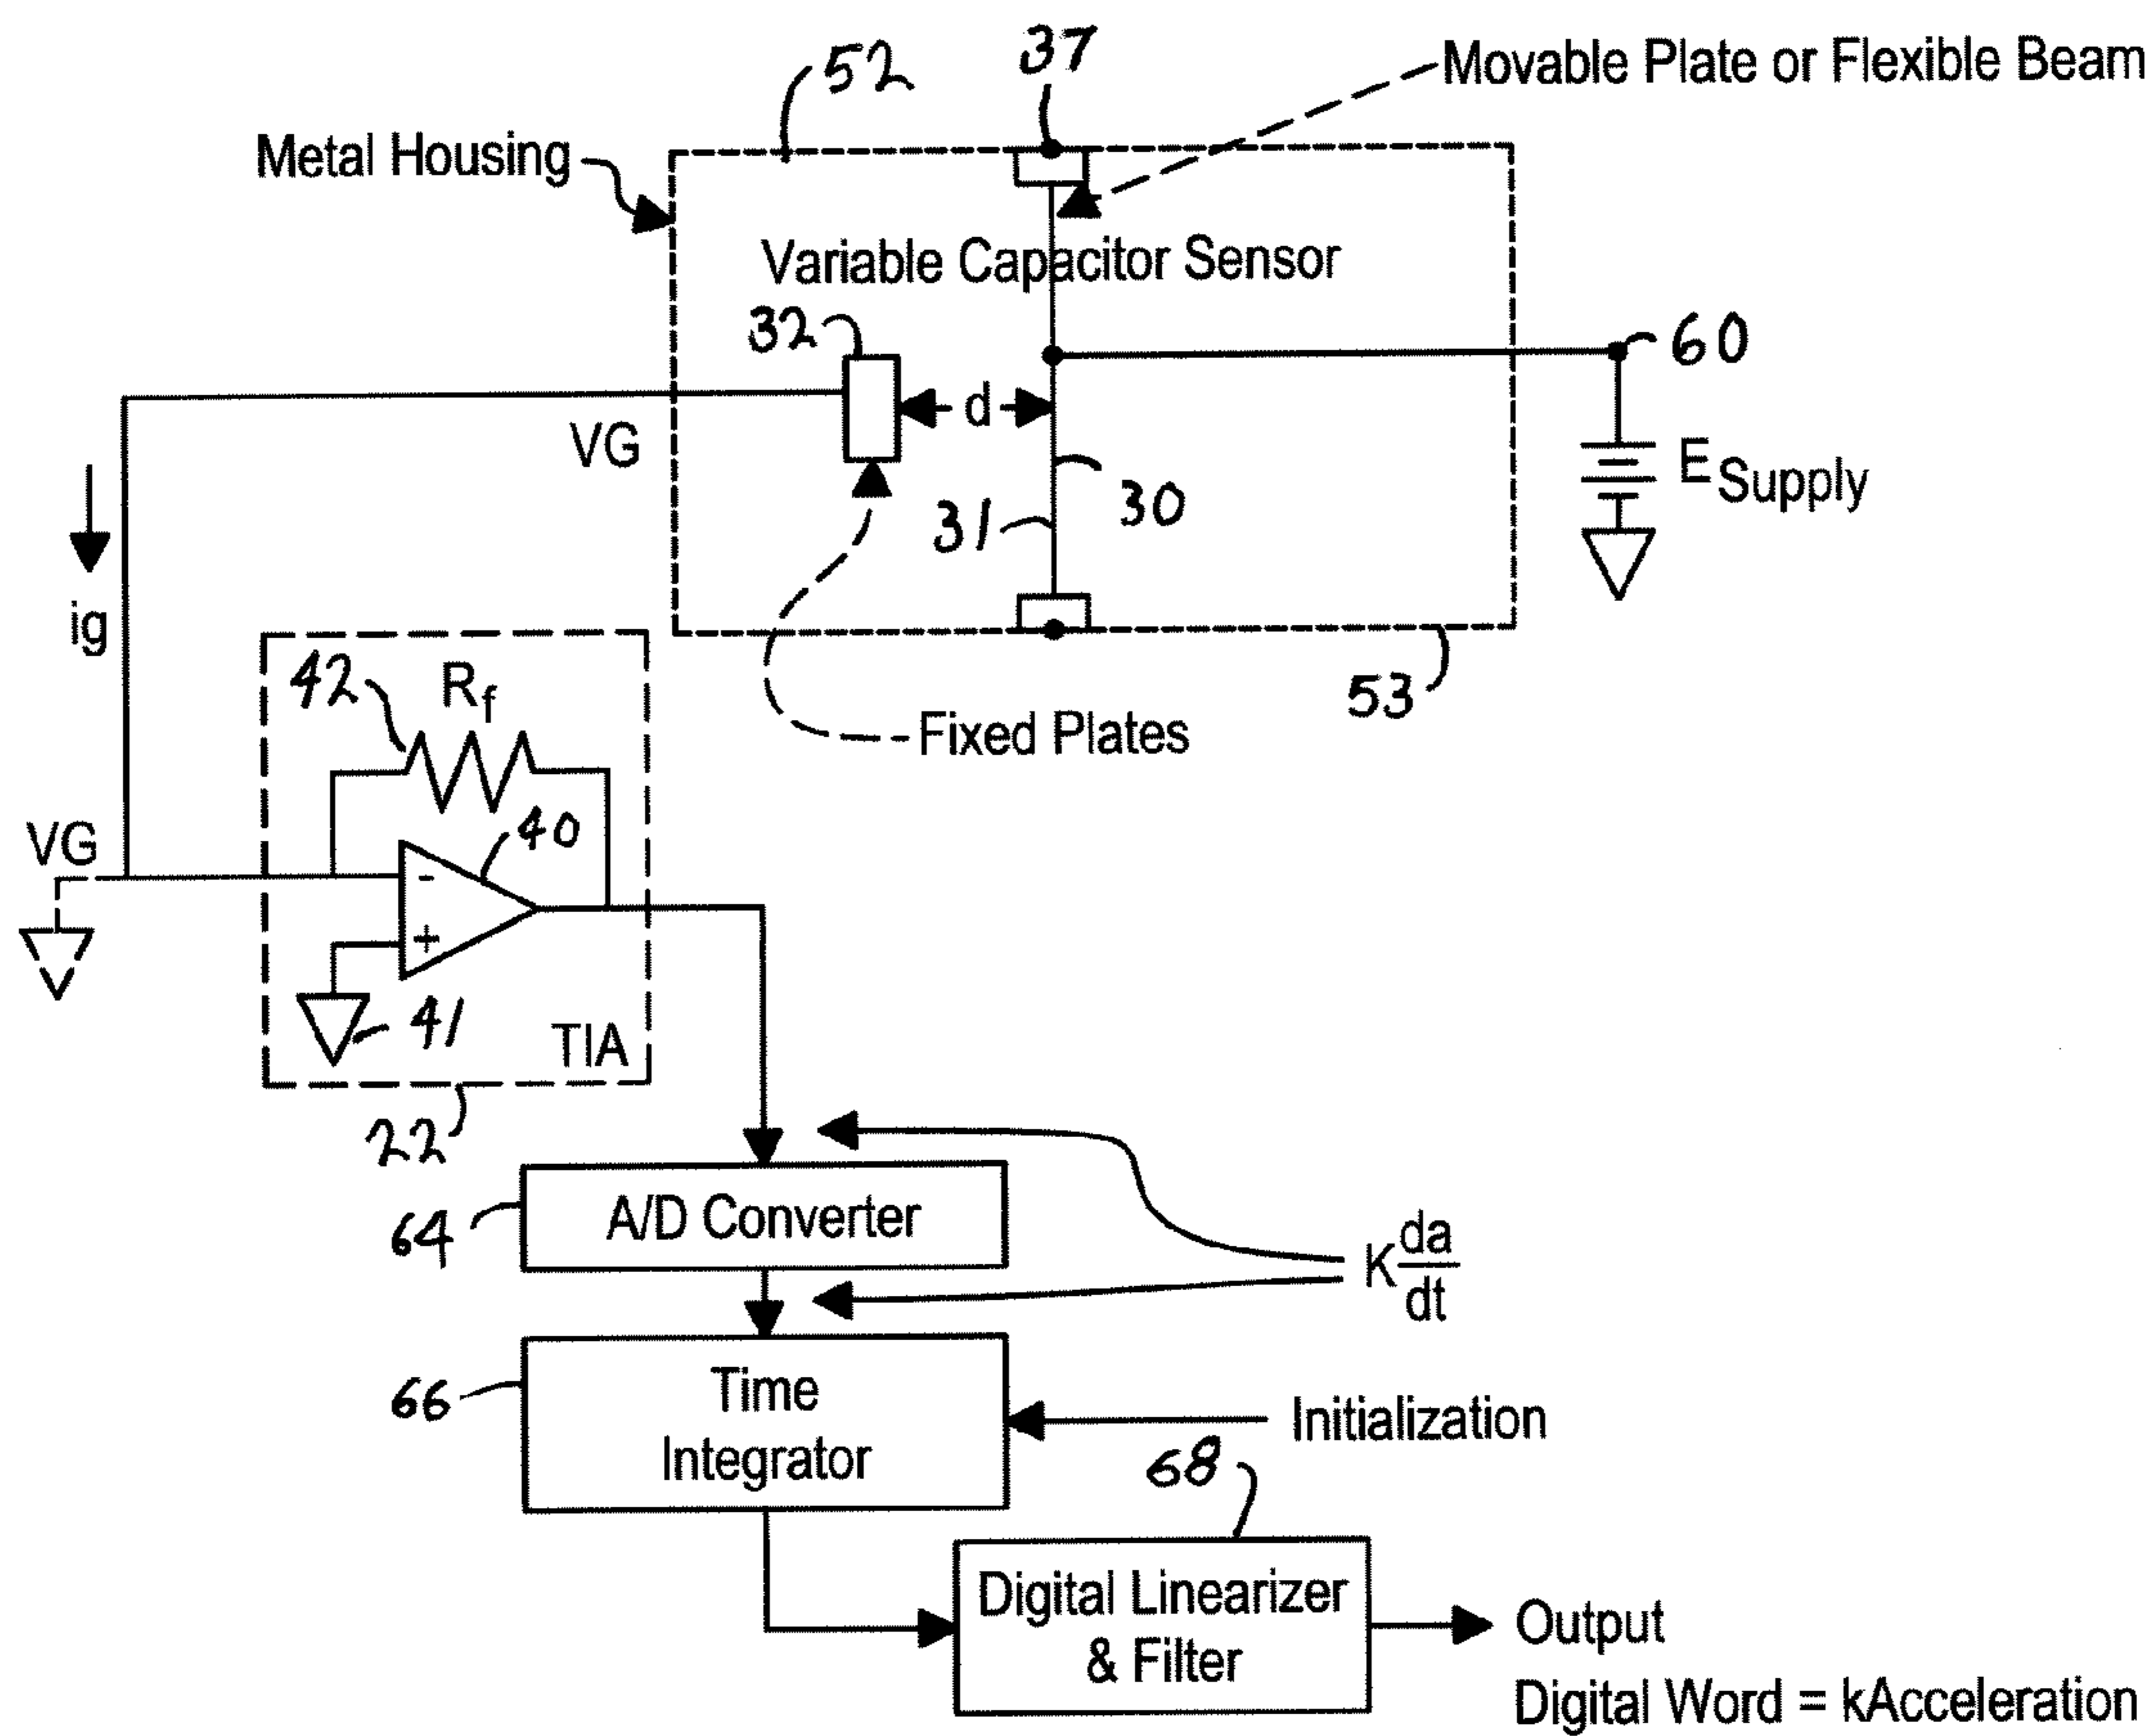 52
37
Movable Plate or Flexible Beam
Metal Housing
Variable Capacitor Sensor
32
60
d
VG
E Supply
30
31
ig
42
Rf
53
Fixed Plates
40
VG
-
+
41
TIA
22
A/D Converter
64
K da/dt
66
Time
Integrator
Initialization
68
Digital Linearizer
& Filter
Output
Digital Word = kAcceleration